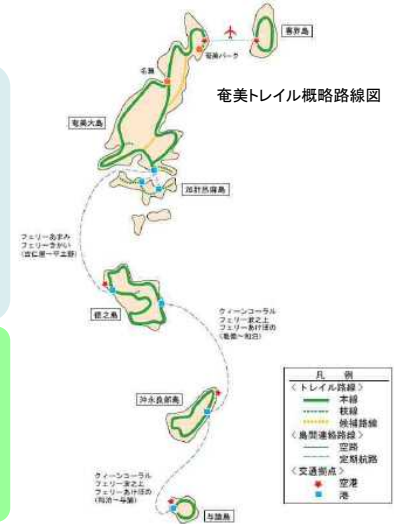 喜界島
奄美パーク
名瀬
奄美トレイル概略路線図
奄美大島
加計呂麻島
フェリーあまみ
フェリーきかい
(古仁屋ー平土野)
徳之島
クィーンコーラル
フェリー波之上
フェリーあけぼの
(亀徳ー和泊)
沖永良部島
クィーンコーラル
フェリー波之上
フェリーあけぼの
(和泊ー与論)
与論島
凡　例
<トレイル路線>
本線
枝線
候補路線
<島間連絡路線>
空路
定期航路
<交通拠点>
空港
港